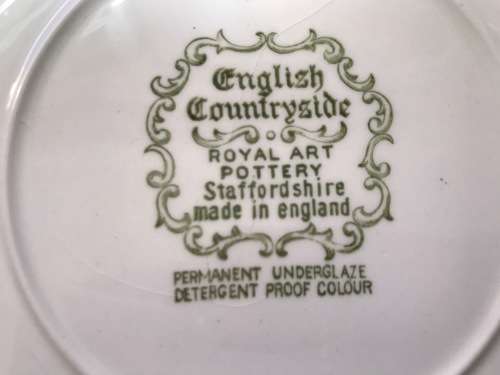 English
Countryside
ROYAL ART
POTTERY
Staffordshire
made in england
PERMANENT UNDERGLAZE
DETERGENT PROOF COLOUR